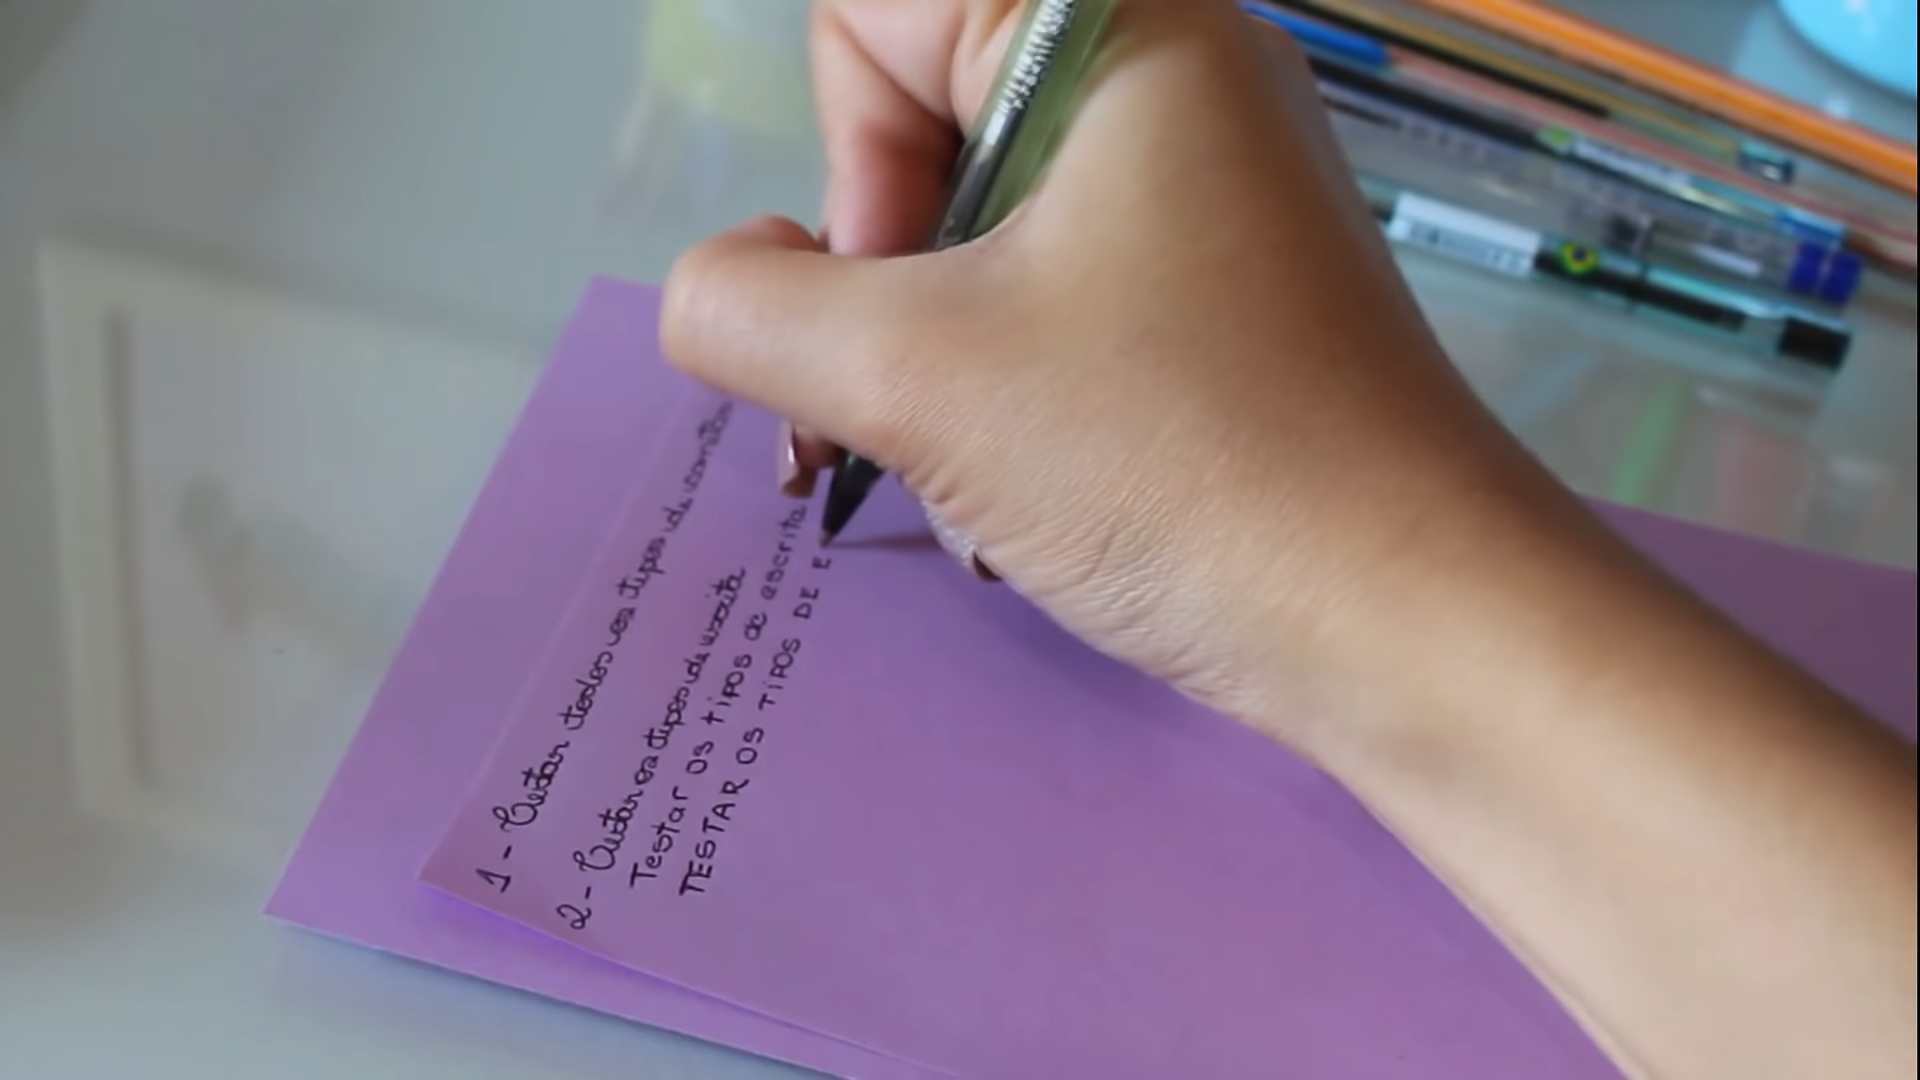 1- Testar todos os tipos de canetas
2- Testar os tipos de escrita
Testar os tipos de escrita
TESTAR OS TIPOS DE E